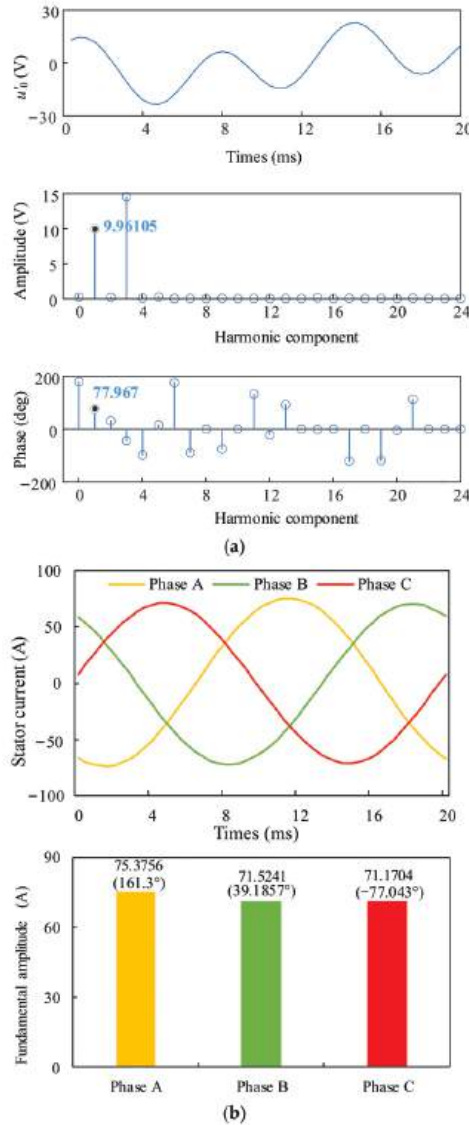 30
0
−30
u'₀ (V)
0 4 8 12 16 20
Times (ms)
15
10
5
0
Amplitude (V)
9.96105
0 4 8 12 16 20 24
Harmonic component
200
0
−200
Phase (deg)
77.967
0 4 8 12 16 20 24
Harmonic component
(a)
100
50
0
−50
−100
Stator current (A)
Phase A Phase B Phase C
0 4 8 12 16 20
Times (ms)
90
60
30
0
Fundamental amplitude (A)
75.3756 71.5241 71.1704
(161.3°) (39.1857°) (−77.043°)
Phase A Phase B Phase C
(b)